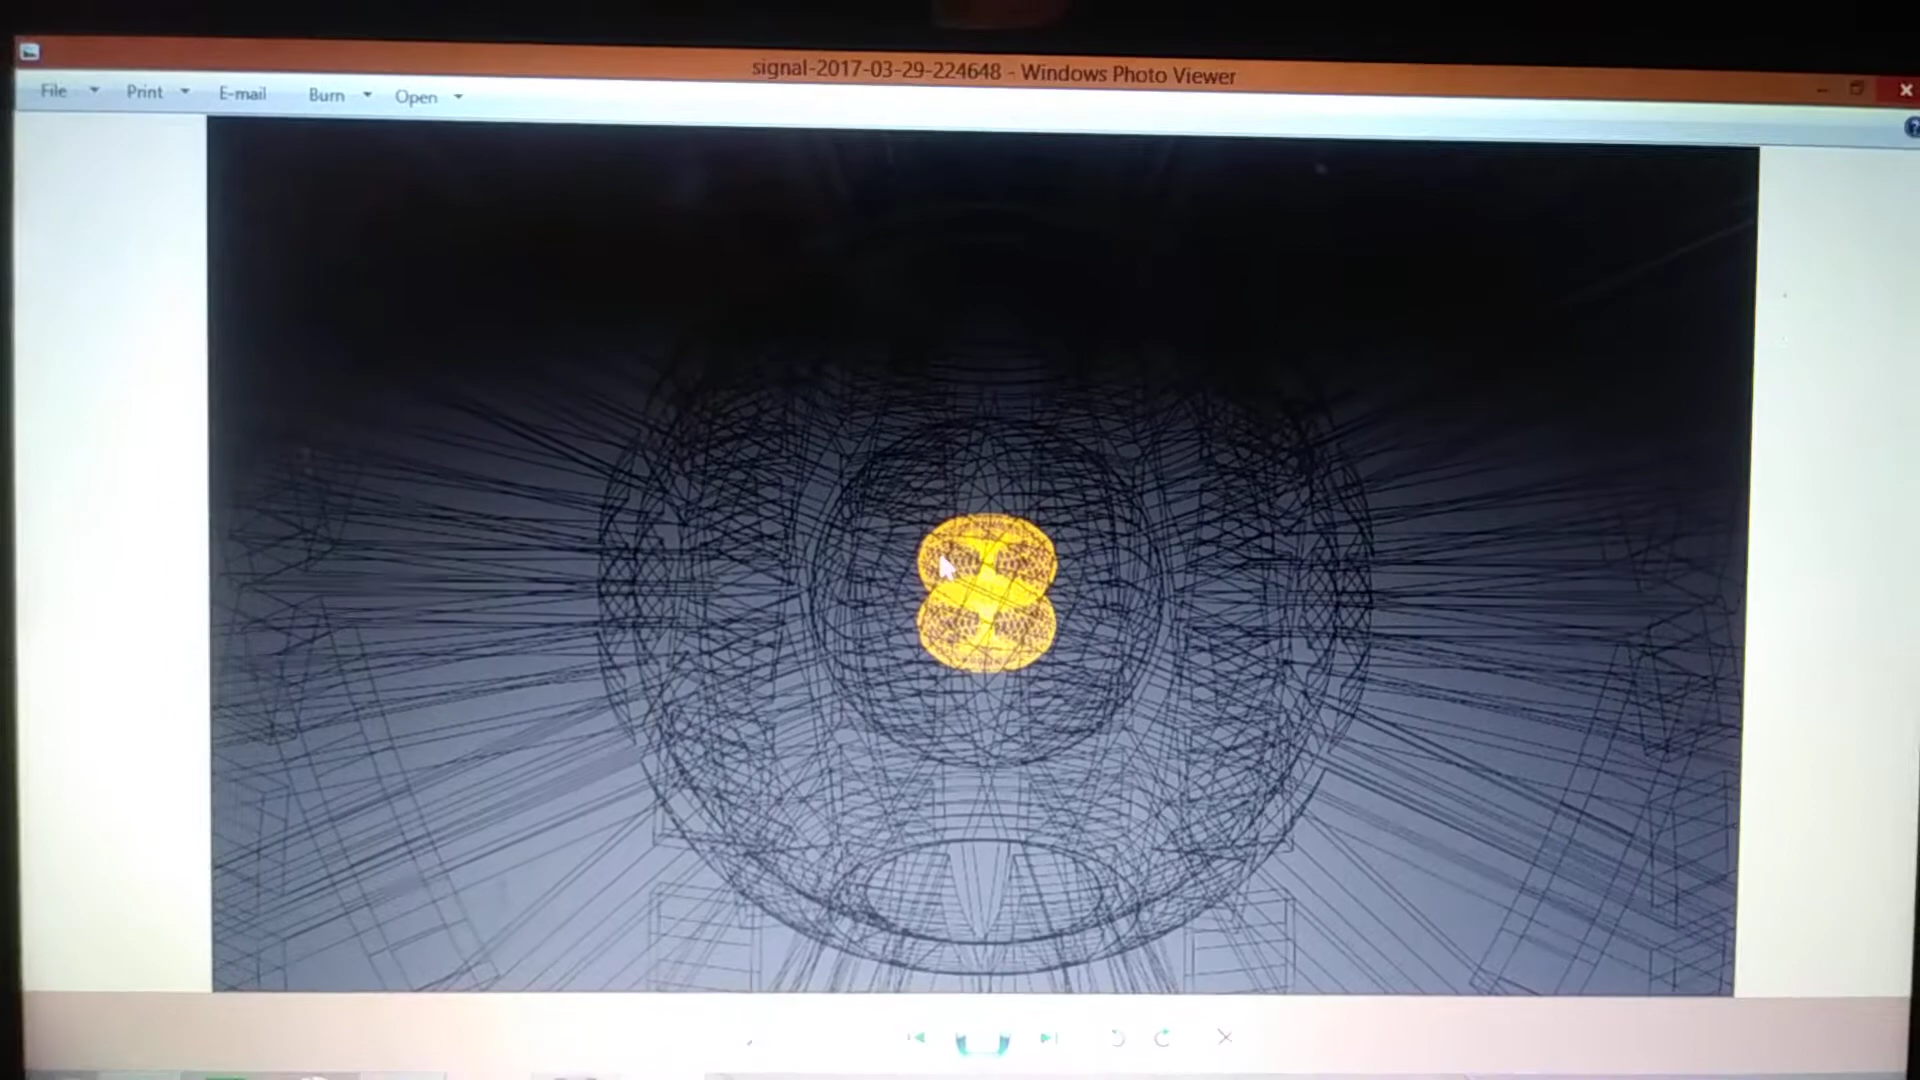 signal-2017-03-29-224648 - Windows Photo Viewer
File Print E-mail Burn Open